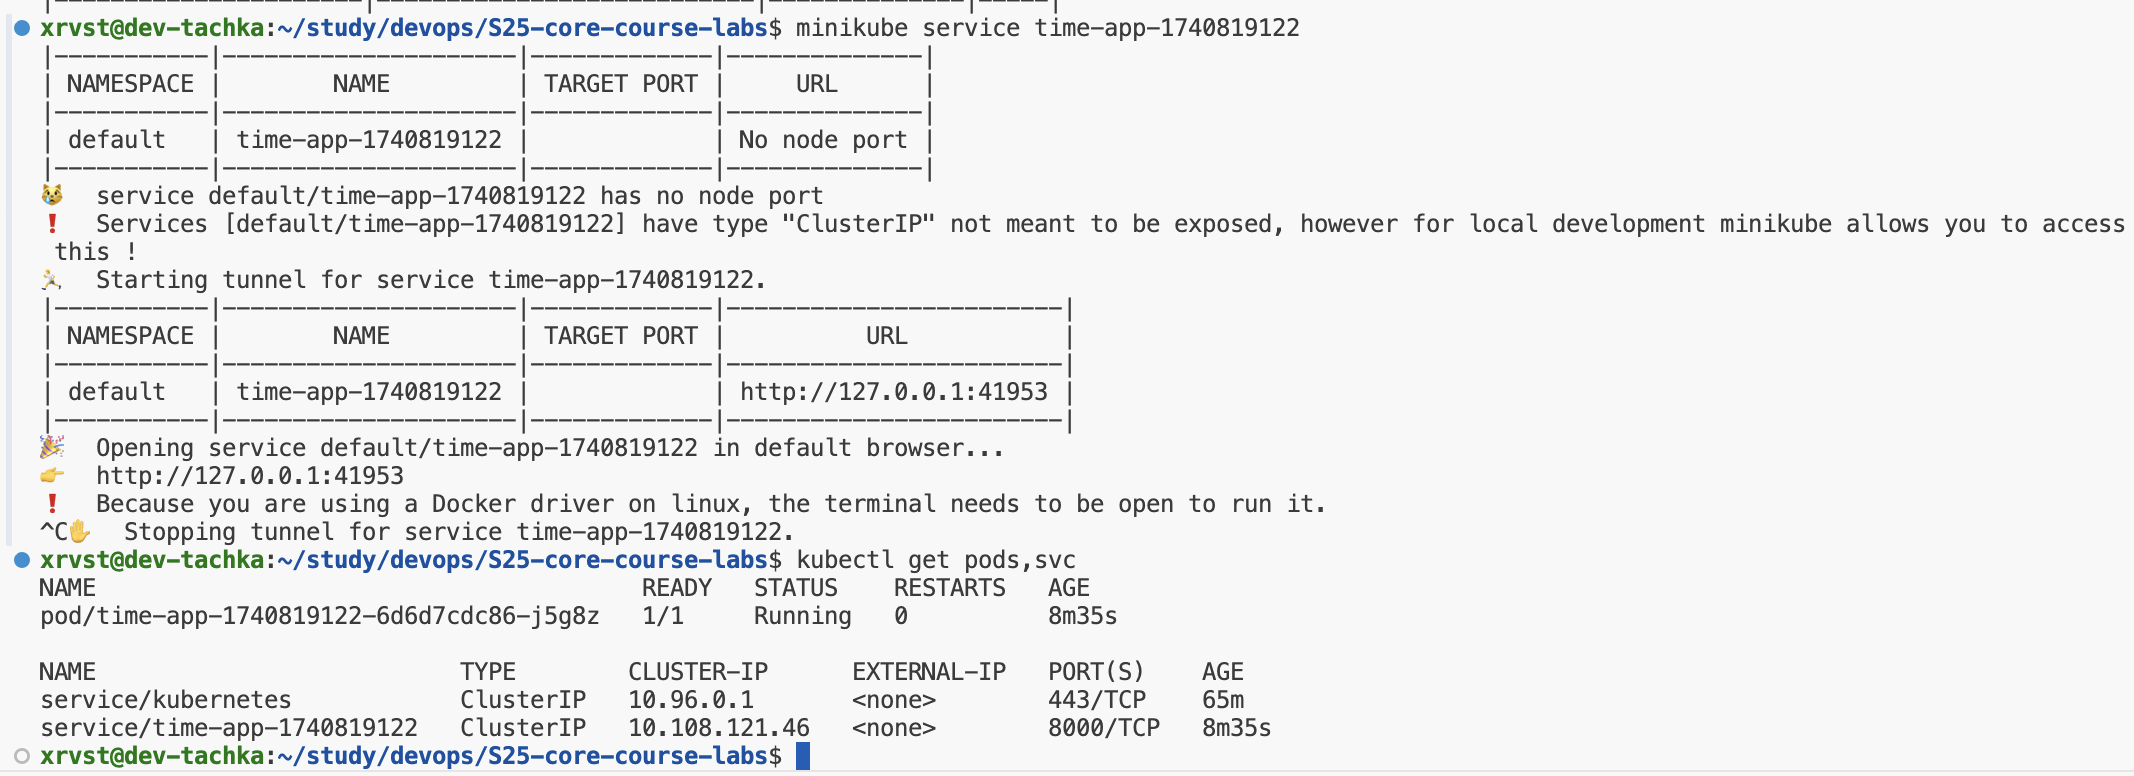 xrvst@dev-tachka:~/study/devops/S25-core-course-labs$ minikube service time-app-1740819122
|-----------|---------------------|-------------|--------------|
| NAMESPACE |        NAME         | TARGET PORT |     URL      |
|-----------|---------------------|-------------|--------------|
| default   | time-app-1740819122 |             | No node port |
|-----------|---------------------|-------------|--------------|
😿  service default/time-app-1740819122 has no node port
❗  Services [default/time-app-1740819122] have type "ClusterIP" not meant to be exposed, however for local development minikube allows you to access
this !
🏃  Starting tunnel for service time-app-1740819122.
|-----------|---------------------|-------------|------------------------|
| NAMESPACE |        NAME         | TARGET PORT |          URL           |
|-----------|---------------------|-------------|------------------------|
| default   | time-app-1740819122 |             | http://127.0.0.1:41953 |
|-----------|---------------------|-------------|------------------------|
🎉  Opening service default/time-app-1740819122 in default browser...
👉  http://127.0.0.1:41953
❗  Because you are using a Docker driver on linux, the terminal needs to be open to run it.
^C✋  Stopping tunnel for service time-app-1740819122.
xrvst@dev-tachka:~/study/devops/S25-core-course-labs$ kubectl get pods,svc
NAME                                       READY   STATUS    RESTARTS   AGE
pod/time-app-1740819122-6d6d7cdc86-j5g8z   1/1     Running   0          8m35s
NAME                          TYPE        CLUSTER-IP      EXTERNAL-IP   PORT(S)    AGE
service/kubernetes            ClusterIP   10.96.0.1       <none>        443/TCP    65m
service/time-app-1740819122   ClusterIP   10.108.121.46   <none>        8000/TCP   8m35s
xrvst@dev-tachka:~/study/devops/S25-core-course-labs$